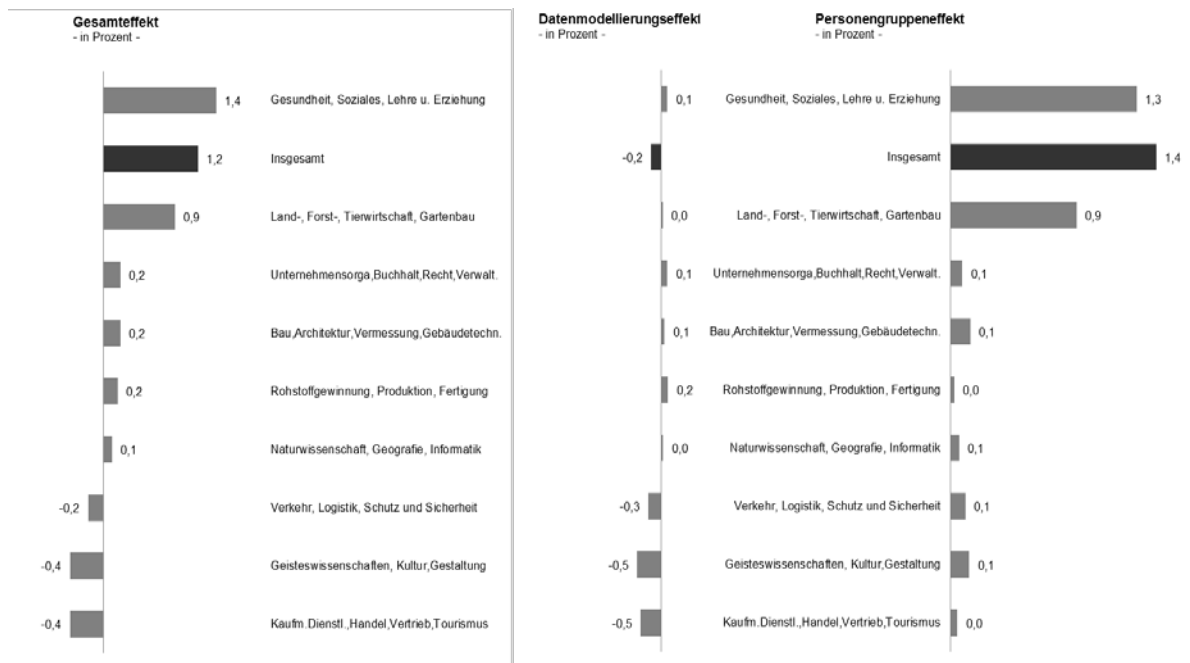 Gesamteffekt
- in Prozent -
1,4 Gesundheit, Soziales, Lehre u. Erziehung
1,2 Insgesamt
0,9 Land-, Forst-, Tierwirtschaft, Gartenbau
0,2 Unternehmensorga,Buchhalt,Recht,Verwalt.
0,2 Bau,Architektur,Vermessung,Gebäudetechn.
0,2 Rohstoffgewinnung, Produktion, Fertigung
0,1 Naturwissenschaft, Geografie, Informatik
-0,2 Verkehr, Logistik, Schutz und Sicherheit
-0,4 Geisteswissenschaften, Kultur,Gestaltung
-0,4 Kaufm.Dienstl.,Handel,Vertrieb,Tourismus
Datenmodellierungseffekt Personengruppeneffekt
- in Prozent - - in Prozent -
0,1 Gesundheit, Soziales, Lehre u. Erziehung 1,3
-0,2 Insgesamt 1,4
0,0 Land-, Forst-, Tierwirtschaft, Gartenbau 0,9
0,1 Unternehmensorga,Buchhalt,Recht,Verwalt. 0,1
0,1 Bau,Architektur,Vermessung,Gebäudetechn. 0,1
0,2 Rohstoffgewinnung, Produktion, Fertigung 0,0
0,0 Naturwissenschaft, Geografie, Informatik 0,1
-0,3 Verkehr, Logistik, Schutz und Sicherheit 0,1
-0,5 Geisteswissenschaften, Kultur,Gestaltung 0,1
-0,5 Kaufm.Dienstl.,Handel,Vertrieb,Tourismus 0,0